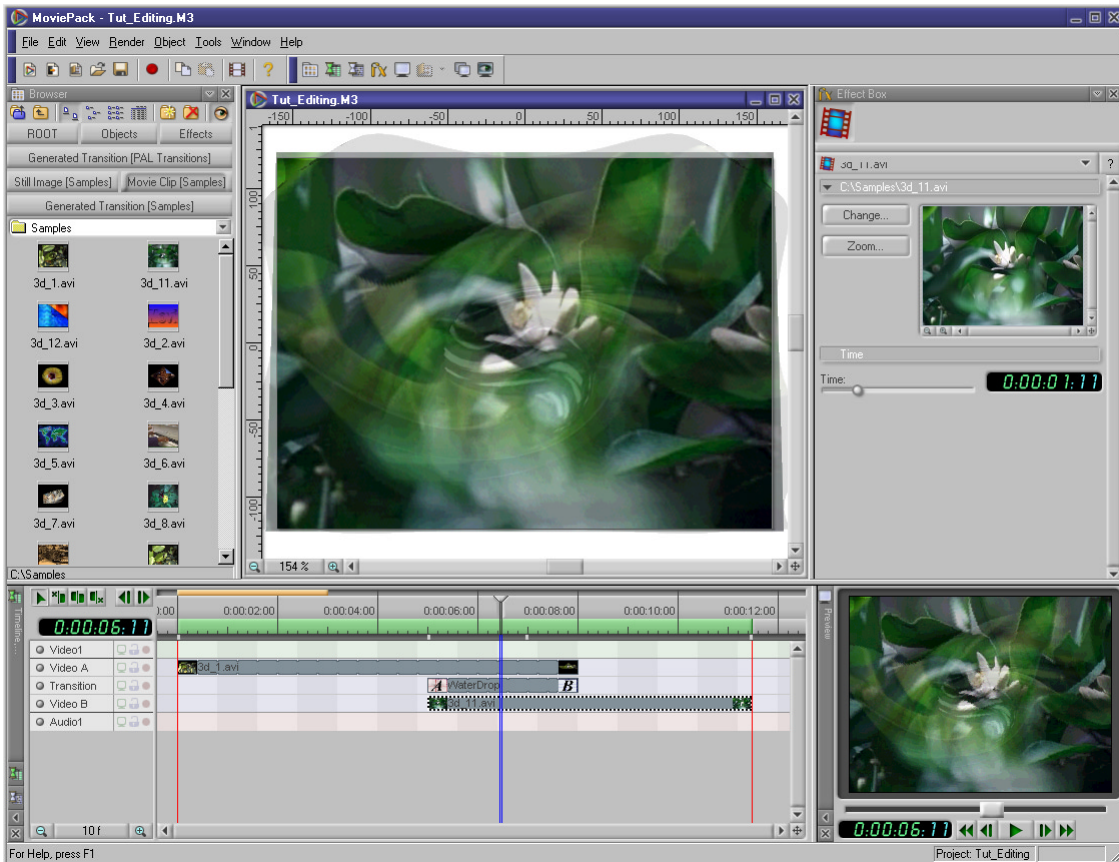 MoviePack - Tut_Editing.M3
File Edit View Render Object Tools Window Help
Browser
ROOT Objects Effects
Generated Transition [PAL Transitions]
Still Image [Samples] Movie Clip [Samples]
Generated Transition [Samples]
Samples
3d_1.avi 3d_11.avi
3d_12.avi 3d_2.avi
3d_3.avi 3d_4.avi
3d_5.avi 3d_6.avi
3d_7.avi 3d_8.avi
C:\Samples
Tut_Editing.M3
-150 -100 -50 0 50 100 150
100
50
0
-50
-100
154 %
Effect Box
3d_11.avi ?
C:\Samples\3d_11.avi
Change...
Zoom...
Time
Time: 0:00:01:11
Timeline...
0:00:06:11
0:00 0:00:02:00 0:00:04:00 0:00:06:00 0:00:08:00 0:00:10:00 0:00:12:00
Video1
Video A 3d_1.avi
Transition A WaterDrop B
Video B 3d_11.avi
Audio1
10 f
Preview
0:00:06:11
For Help, press F1
Project: Tut_Editing